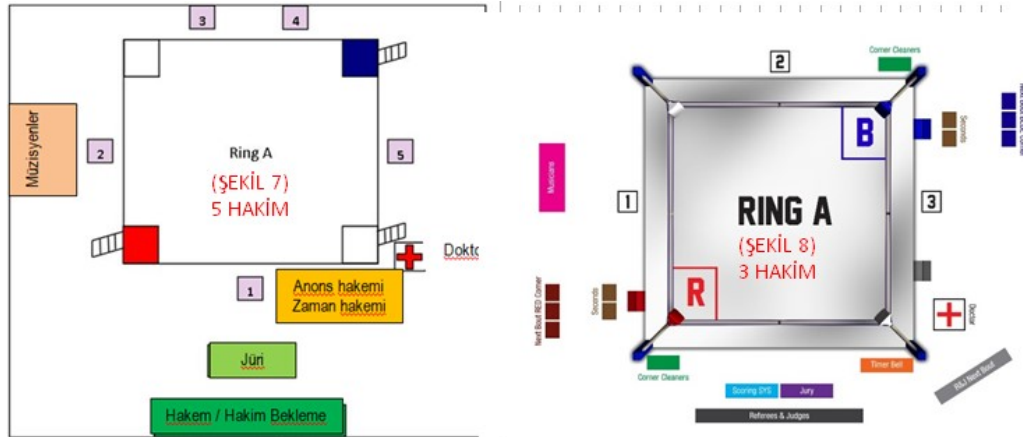 3
4
Müzisyenler
2
Ring A
(ŞEKİL 7)
5 HAKİM
5
1
Dokto
Anons hakemi
Zaman hakemi
Jüri
Hakem / Hakim Bekleme
Corner Cleaners
2
B
Seconds
Musicians
1
RING A
(ŞEKİL 8)
3 HAKİM
3
R
Next Bout RED Corner
Seconds
Doctor
Corner Cleaners
Timer Bell
R&J Next Bout
Scoring SYS
Jury
Referees & Judges